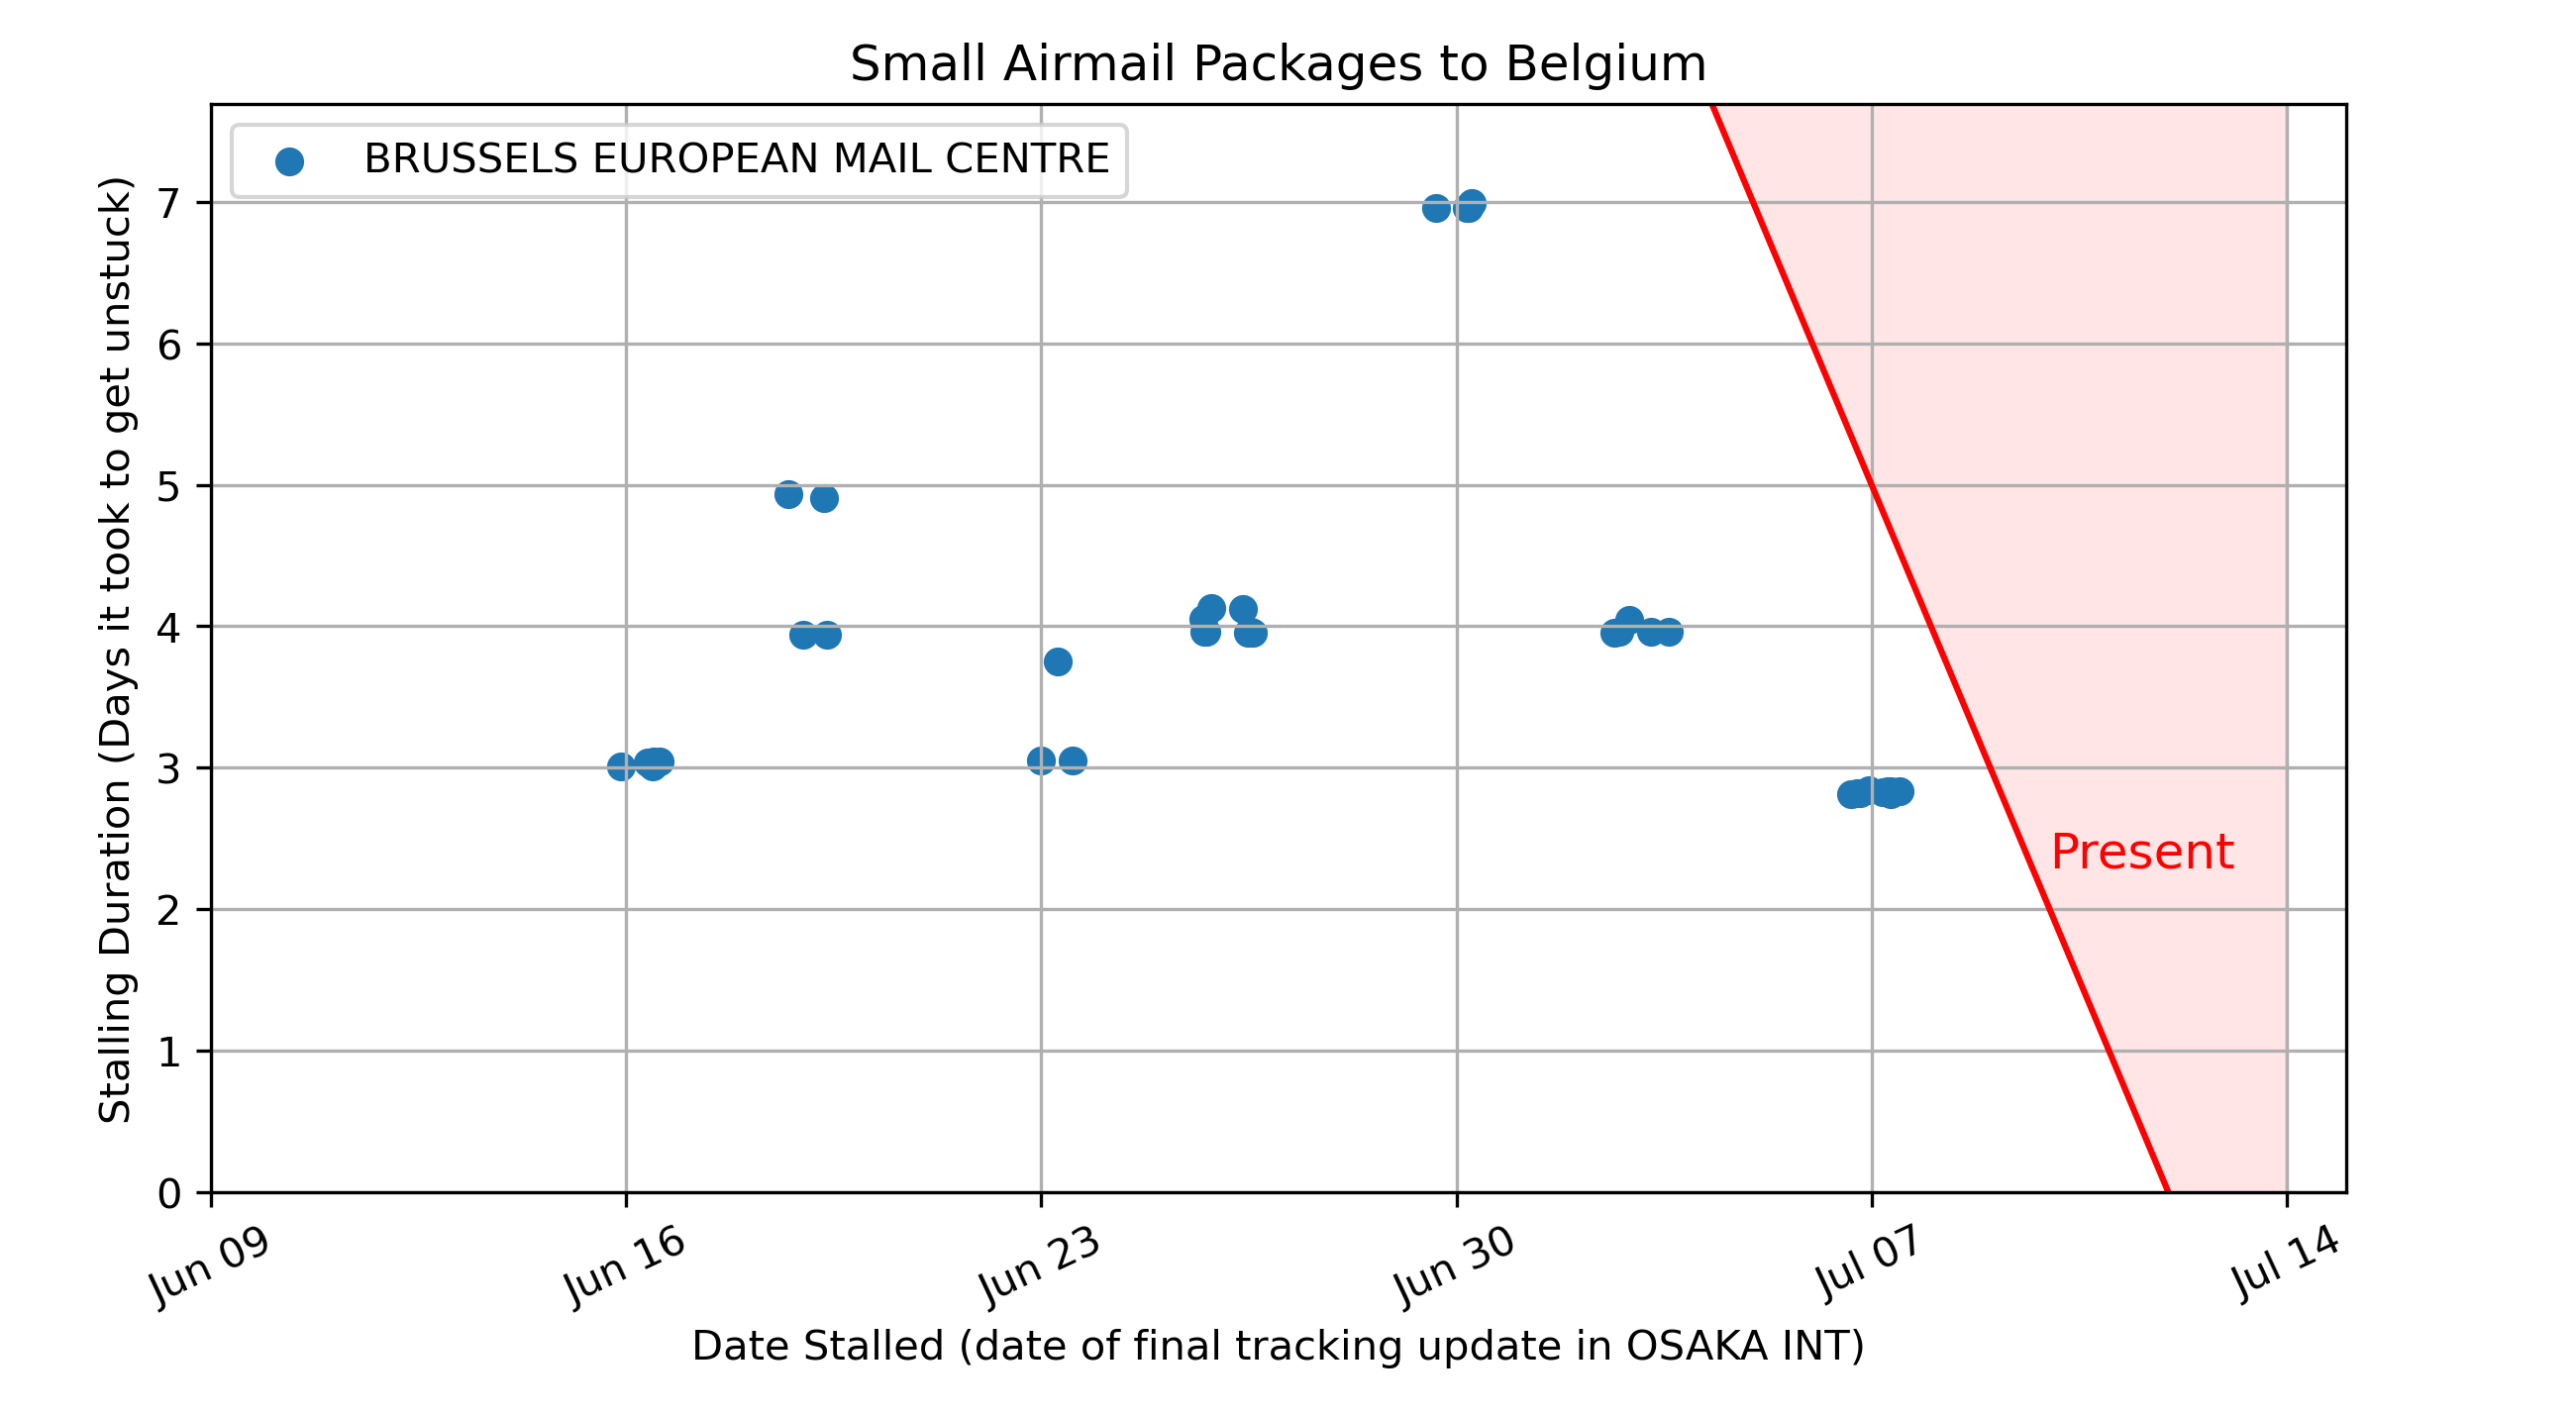 Small Airmail Packages to Belgium
BRUSSELS EUROPEAN MAIL CENTRE
Stalling Duration (Days it took to get unstuck)
7
6
5
4
3
2
1
0
Present
Jun 09
Jun 16
Jun 23
Jun 30
Jul 07
Jul 14
Date Stalled (date of final tracking update in OSAKA INT)